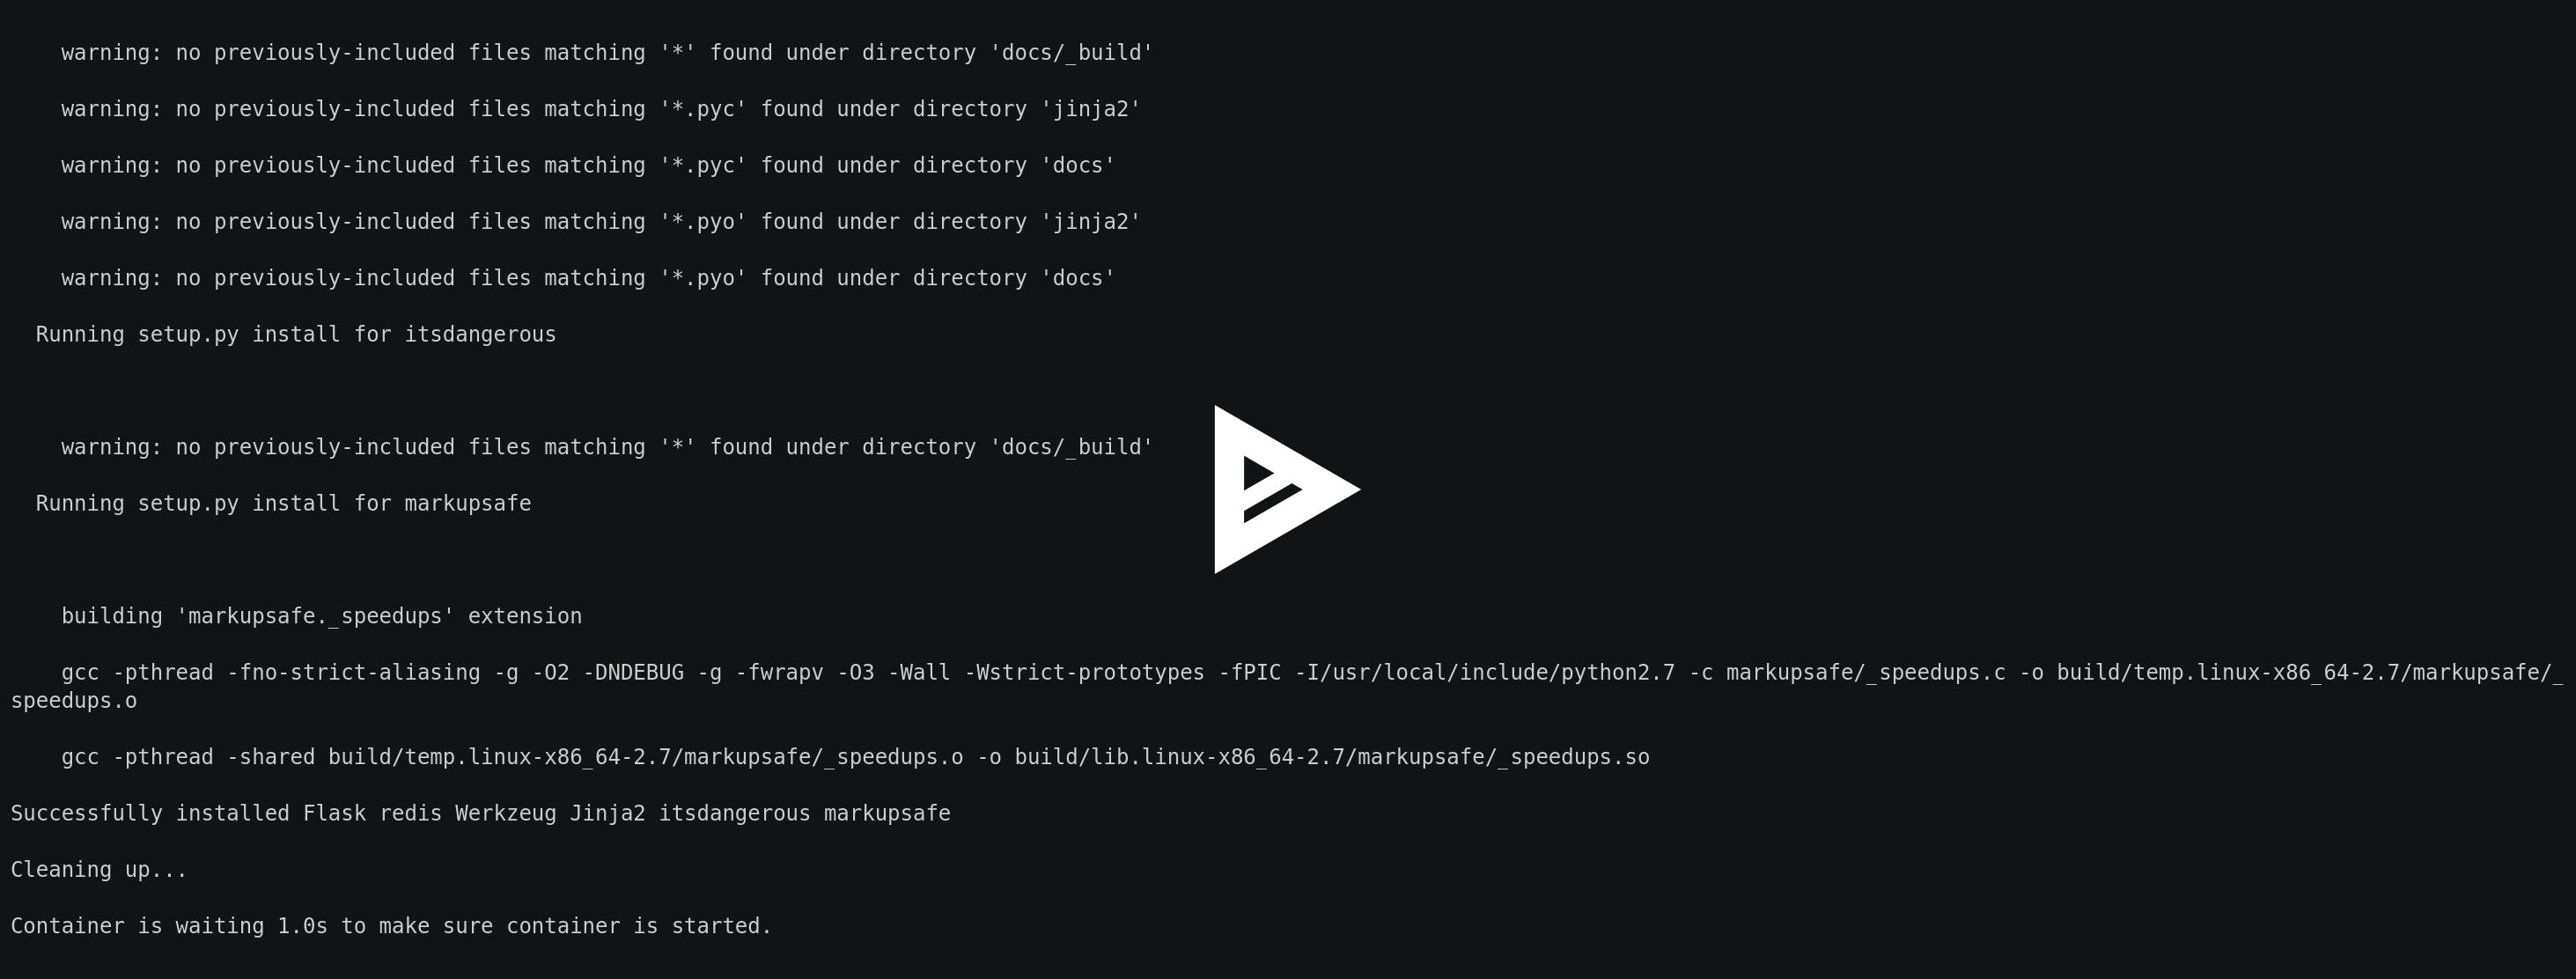 warning: no previously-included files matching '*' found under directory 'docs/_build'
warning: no previously-included files matching '*.pyc' found under directory 'jinja2'
warning: no previously-included files matching '*.pyc' found under directory 'docs'
warning: no previously-included files matching '*.pyo' found under directory 'jinja2'
warning: no previously-included files matching '*.pyo' found under directory 'docs'
Running setup.py install for itsdangerous
warning: no previously-included files matching '*' found under directory 'docs/_build'
Running setup.py install for markupsafe
building 'markupsafe._speedups' extension
gcc -pthread -fno-strict-aliasing -g -O2 -DNDEBUG -g -fwrapv -O3 -Wall -Wstrict-prototypes -fPIC -I/usr/local/include/python2.7 -c markupsafe/_speedups.c -o build/temp.linux-x86_64-2.7/markupsafe/_
speedups.o
gcc -pthread -shared build/temp.linux-x86_64-2.7/markupsafe/_speedups.o -o build/lib.linux-x86_64-2.7/markupsafe/_speedups.so
Successfully installed Flask redis Werkzeug Jinja2 itsdangerous markupsafe
Cleaning up...
Container is waiting 1.0s to make sure container is started.